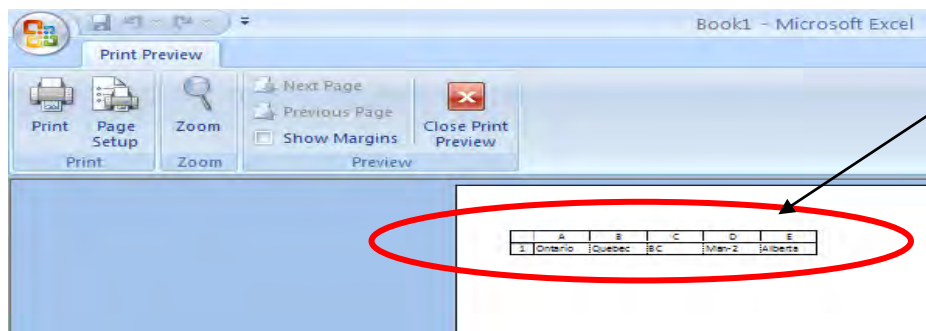 Book1 - Microsoft Excel
Print Preview
Print
Page Setup
Zoom
Next Page
Previous Page
Show Margins
Close Print Preview
Print
Zoom
Preview
A B C D E
1 Ontario Quebec BC Man-2 Alberta